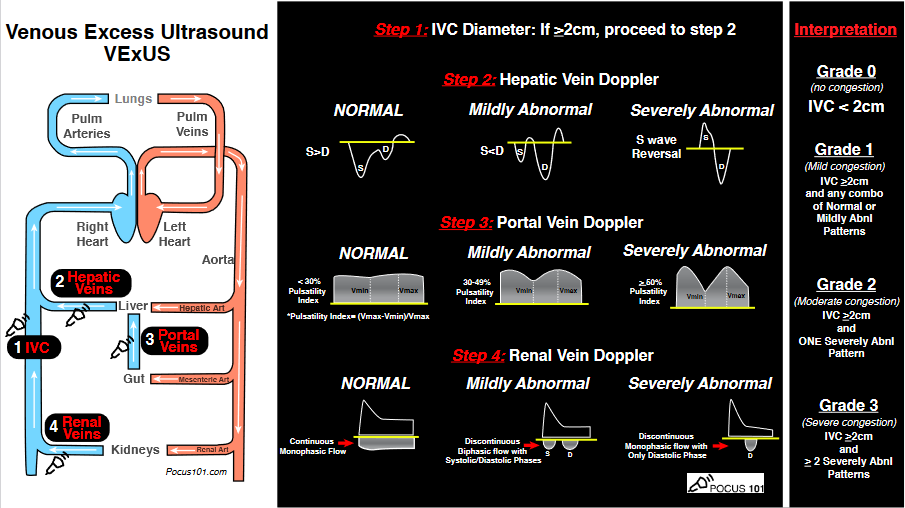 Venous Excess Ultrasound
VExUS
Lungs
Pulm
Arteries
Pulm
Veins
Right
Heart
Left
Heart
Aorta
2 Hepatic
Veins
Liver
Hepatic Art
1 IVC
3 Portal
Veins
Gut
Mesenteric Art
4 Renal
Veins
Kidneys
Renal Art
Pocus101.com
Step 1: IVC Diameter: If ≥2cm, proceed to step 2
Step 2: Hepatic Vein Doppler
NORMAL
Mildly Abnormal
Severely Abnormal
S>D
S
D
S<D
S
D
S wave
Reversal
S
D
Step 3: Portal Vein Doppler
NORMAL
Mildly Abnormal
Severely Abnormal
< 30%
Pulsatility
Index
Vmin
Vmax
30-49%
Pulsatility
Index
Vmin
Vmax
≥50%
Pulsatility
Index
Vmin
Vmax
*Pulsatility Index= (Vmax-Vmin)/Vmax
Step 4: Renal Vein Doppler
NORMAL
Mildly Abnormal
Severely Abnormal
Continuous
Monophasic Flow
Discontinuous
Biphasic flow with
Systolic/Diastolic Phases
S
D
Discontinuous
Monophasic flow with
Only Diastolic Phase
D
POCUS 101
Interpretation
Grade 0
(no congestion)
IVC < 2cm
Grade 1
(Mild congestion)
IVC ≥2cm
and any combo
of Normal or
Mildly Abnl
Patterns
Grade 2
(Moderate congestion)
IVC ≥2cm
and
ONE Severely Abnl
Pattern
Grade 3
(Severe congestion)
IVC ≥2cm
and
≥ 2 Severely Abnl
Patterns